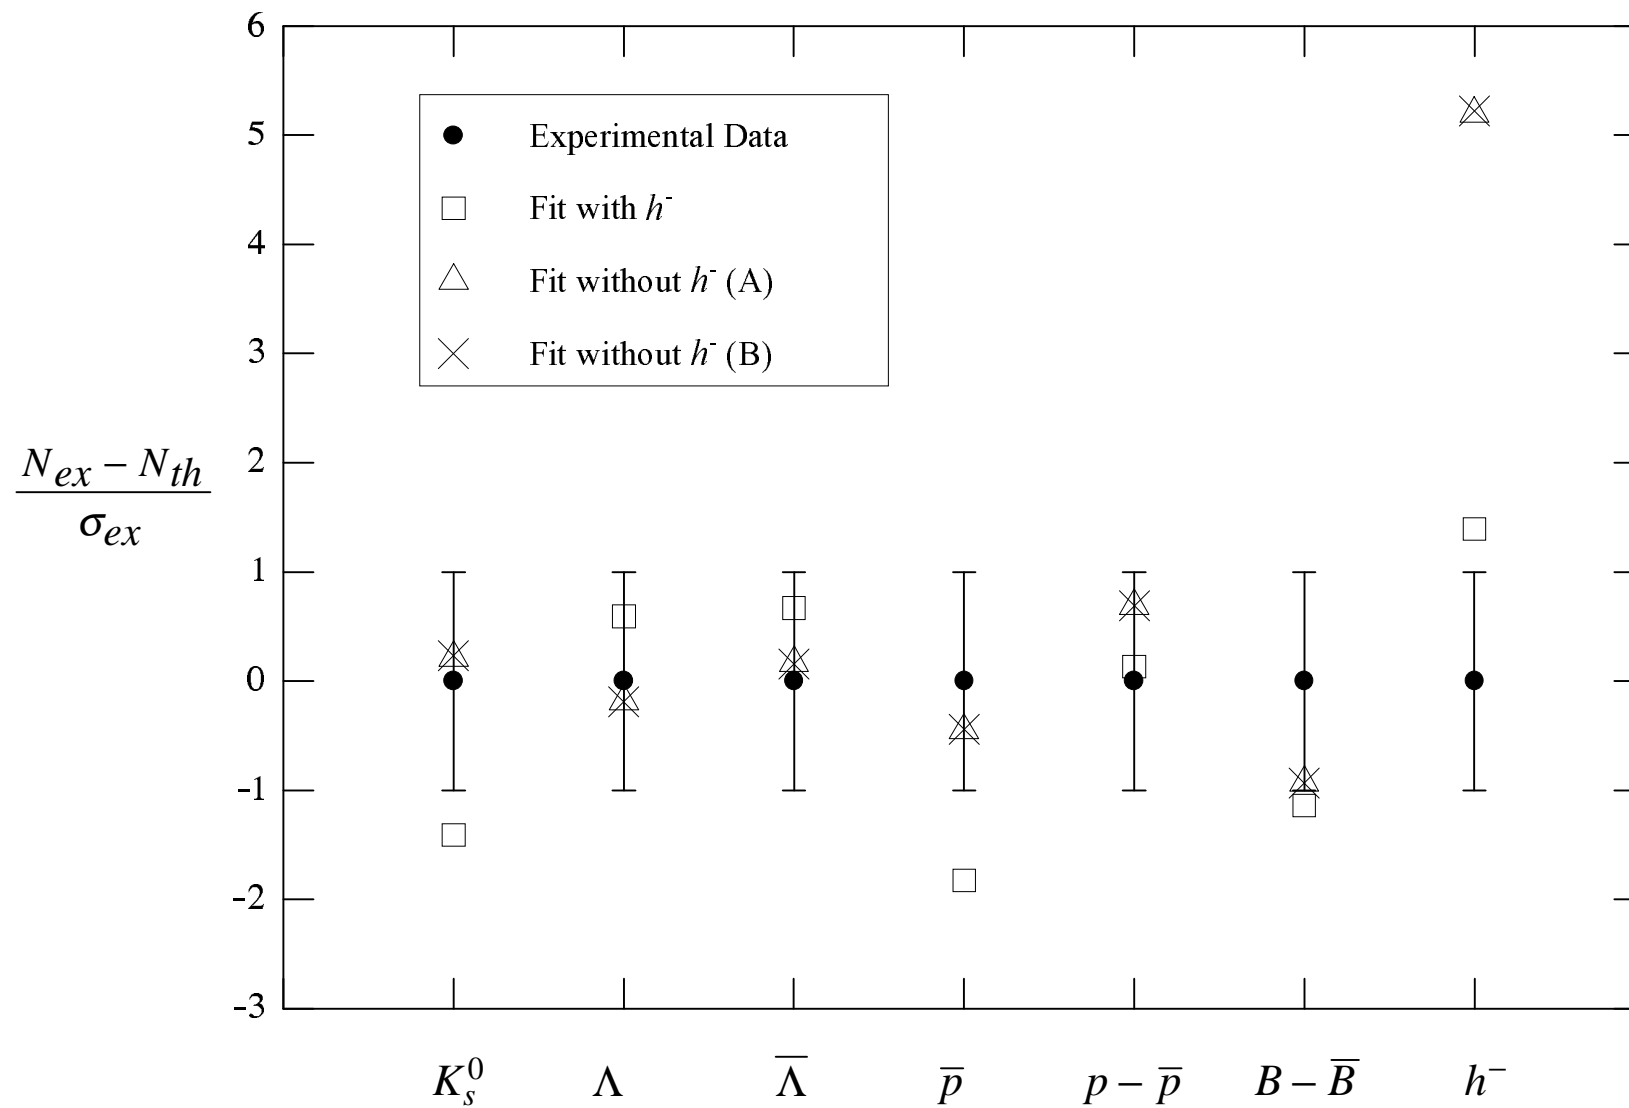 6
5
4
3
2
1
0
-1
-2
-3
Experimental Data
Fit with h⁻
Fit without h⁻ (A)
Fit without h⁻ (B)
N_ex − N_th
σ_ex
K_s^0 Λ Λ̅ p̅ p − p̅ B − B̅ h⁻